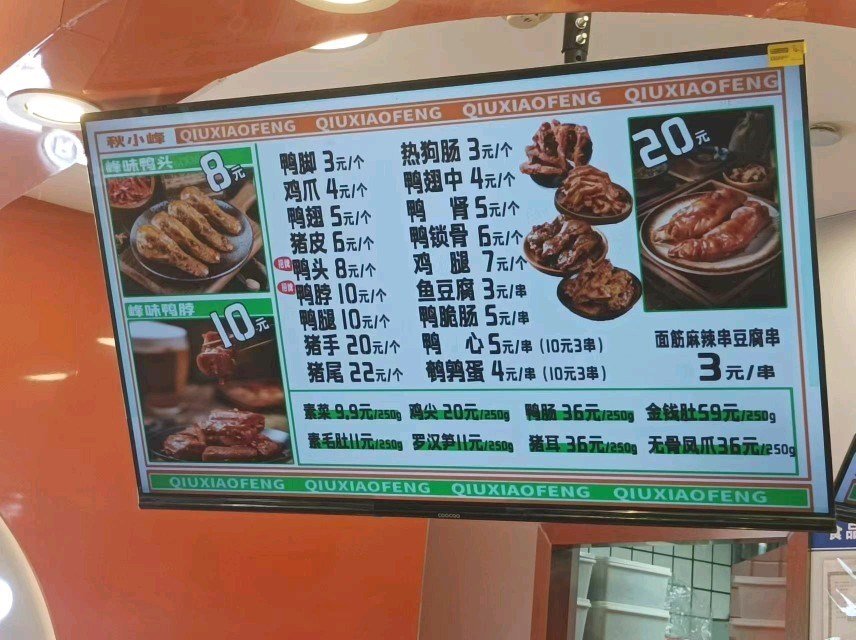 秋小峰 QIUXIAOFENG QIUXIAOFENG QIUXIAOFENG QIUXIAOFENG
峰味鸭头 8元
峰味鸭脖 10元
鸭脚 3元/个
鸡爪 4元/个
鸭翅 5元/个
猪皮 6元/个
招牌 鸭头 8元/个
招牌 鸭脖 10元/个
鸭腿 10元/个
猪手 20元/个
猪尾 22元/个
热狗肠 3元/个
鸭翅中 4元/个
鸭肾 5元/个
鸭锁骨 6元/个
鸡腿 7元/个
鱼豆腐 3元/串
鸭脆肠 5元/串
鸭心 5元/串 (10元3串)
鹌鹑蛋 4元/串 (10元3串)
20元
面筋麻辣串豆腐串
3元/串
素菜 9.9元/250g 鸡尖 20元/250g 鸭肠 36元/250g 金钱肚59元/250g
素毛肚11元/250g 罗汉笋11元/250g 猪耳 36元/250g 无骨凤爪36元/250g
QIUXIAOFENG QIUXIAOFENG QIUXIAOFENG QIUXIAOFENG
COOCAA